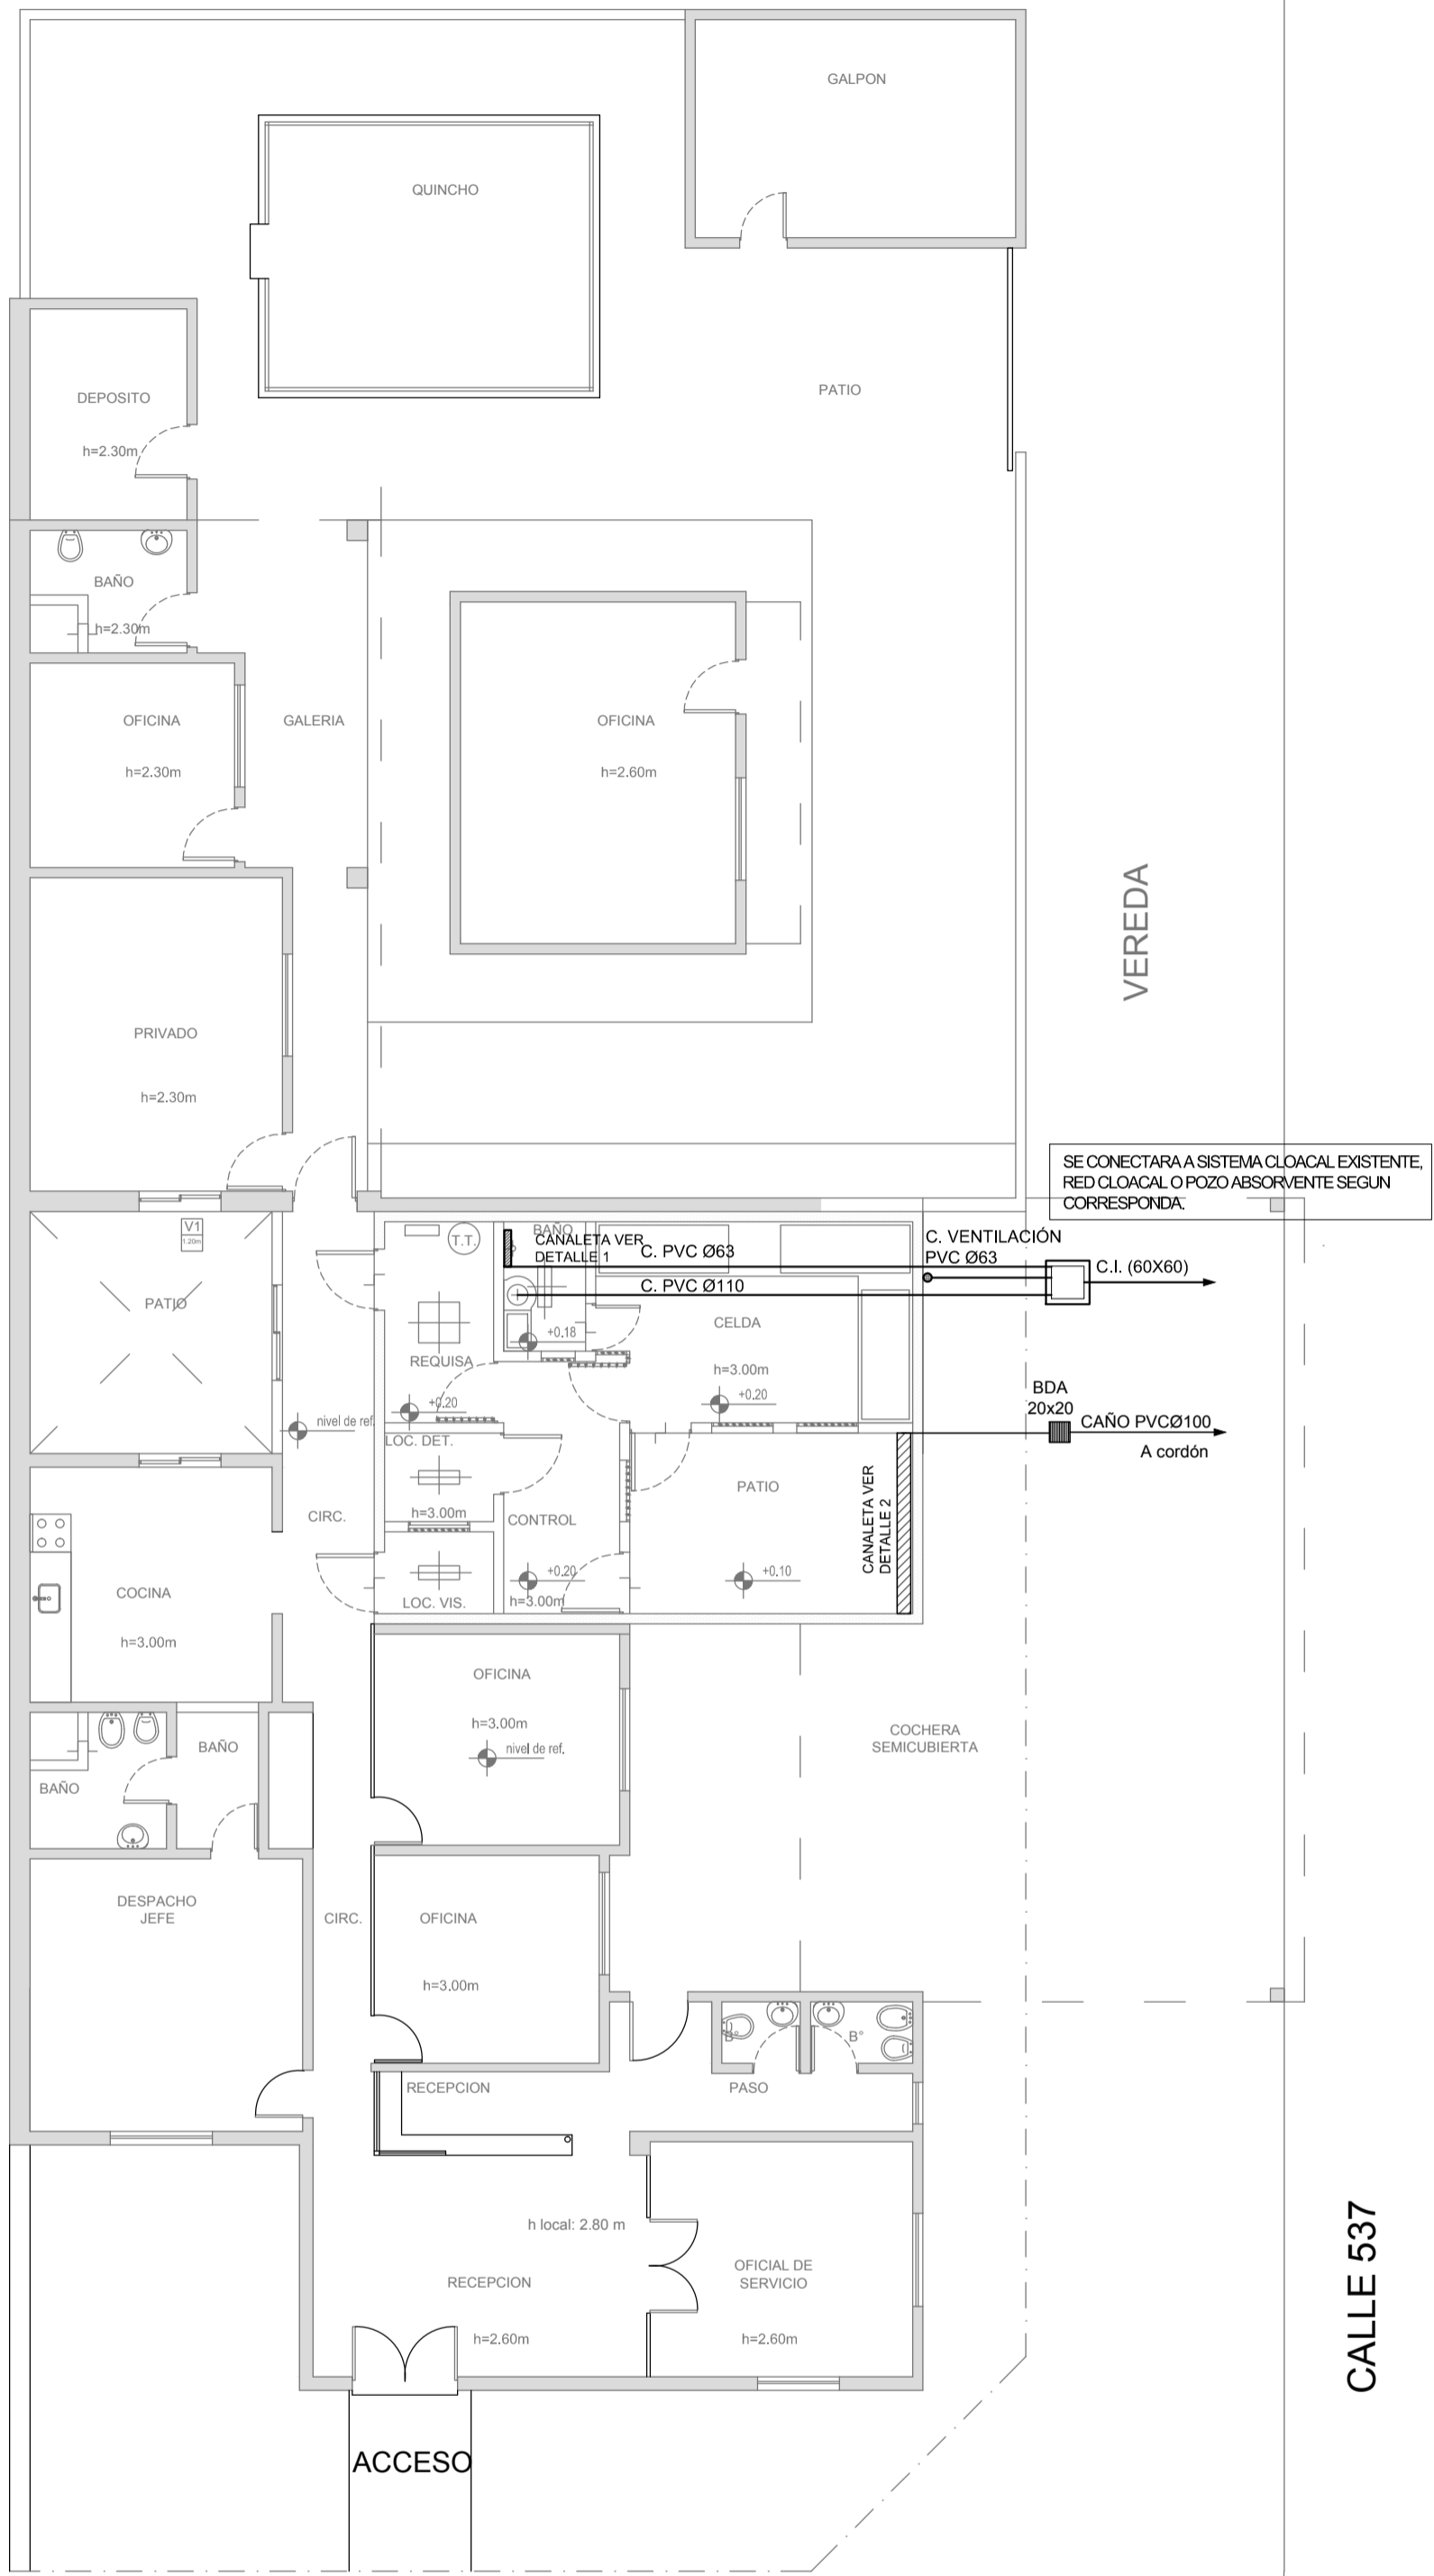 GALPON
QUINCHO
DEPOSITO
h=2.30m
PATIO
BAÑO
h=2.30m
OFICINA
h=2.30m
GALERIA
OFICINA
h=2.60m
VEREDA
PRIVADO
h=2.30m
SE CONECTARA A SISTEMA CLOACAL EXISTENTE,
RED CLOACAL O POZO ABSORVENTE SEGUN
CORRESPONDA.
V1
1.20m
T.T.
BAÑO
CANALETA VER
DETALLE 1
C. PVC Ø63
C. VENTILACIÓN
PVC Ø63
C.I. (60X60)
C. PVC Ø110
PATIO
+0.18
CELDA
h=3.00m
REQUISA
+0.20
+0.20
BDA
20x20
CAÑO PVCØ100
A cordón
nivel de ref.
LOC. DET.
h=3.00m
CIRC.
CONTROL
PATIO
CANALETA VER
DETALLE 2
+0.20
h=3.00m
+0.10
COCINA
h=3.00m
LOC. VIS.
OFICINA
h=3.00m
nivel de ref.
COCHERA
SEMICUBIERTA
BAÑO
BAÑO
DESPACHO
JEFE
CIRC.
OFICINA
h=3.00m
B°
B°
RECEPCION
PASO
h local: 2.80 m
RECEPCION
h=2.60m
OFICIAL DE
SERVICIO
h=2.60m
CALLE 537
ACCESO